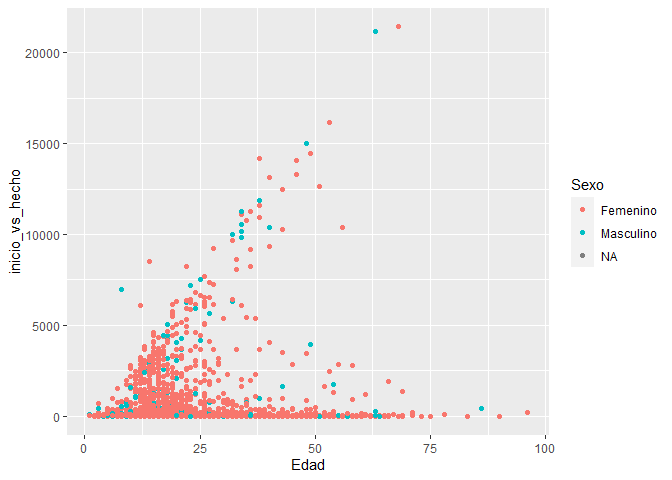 20000
15000
10000
5000
0
inicio_vs_hecho
0 25 50 75 100
Edad
Sexo
Femenino
Masculino
NA